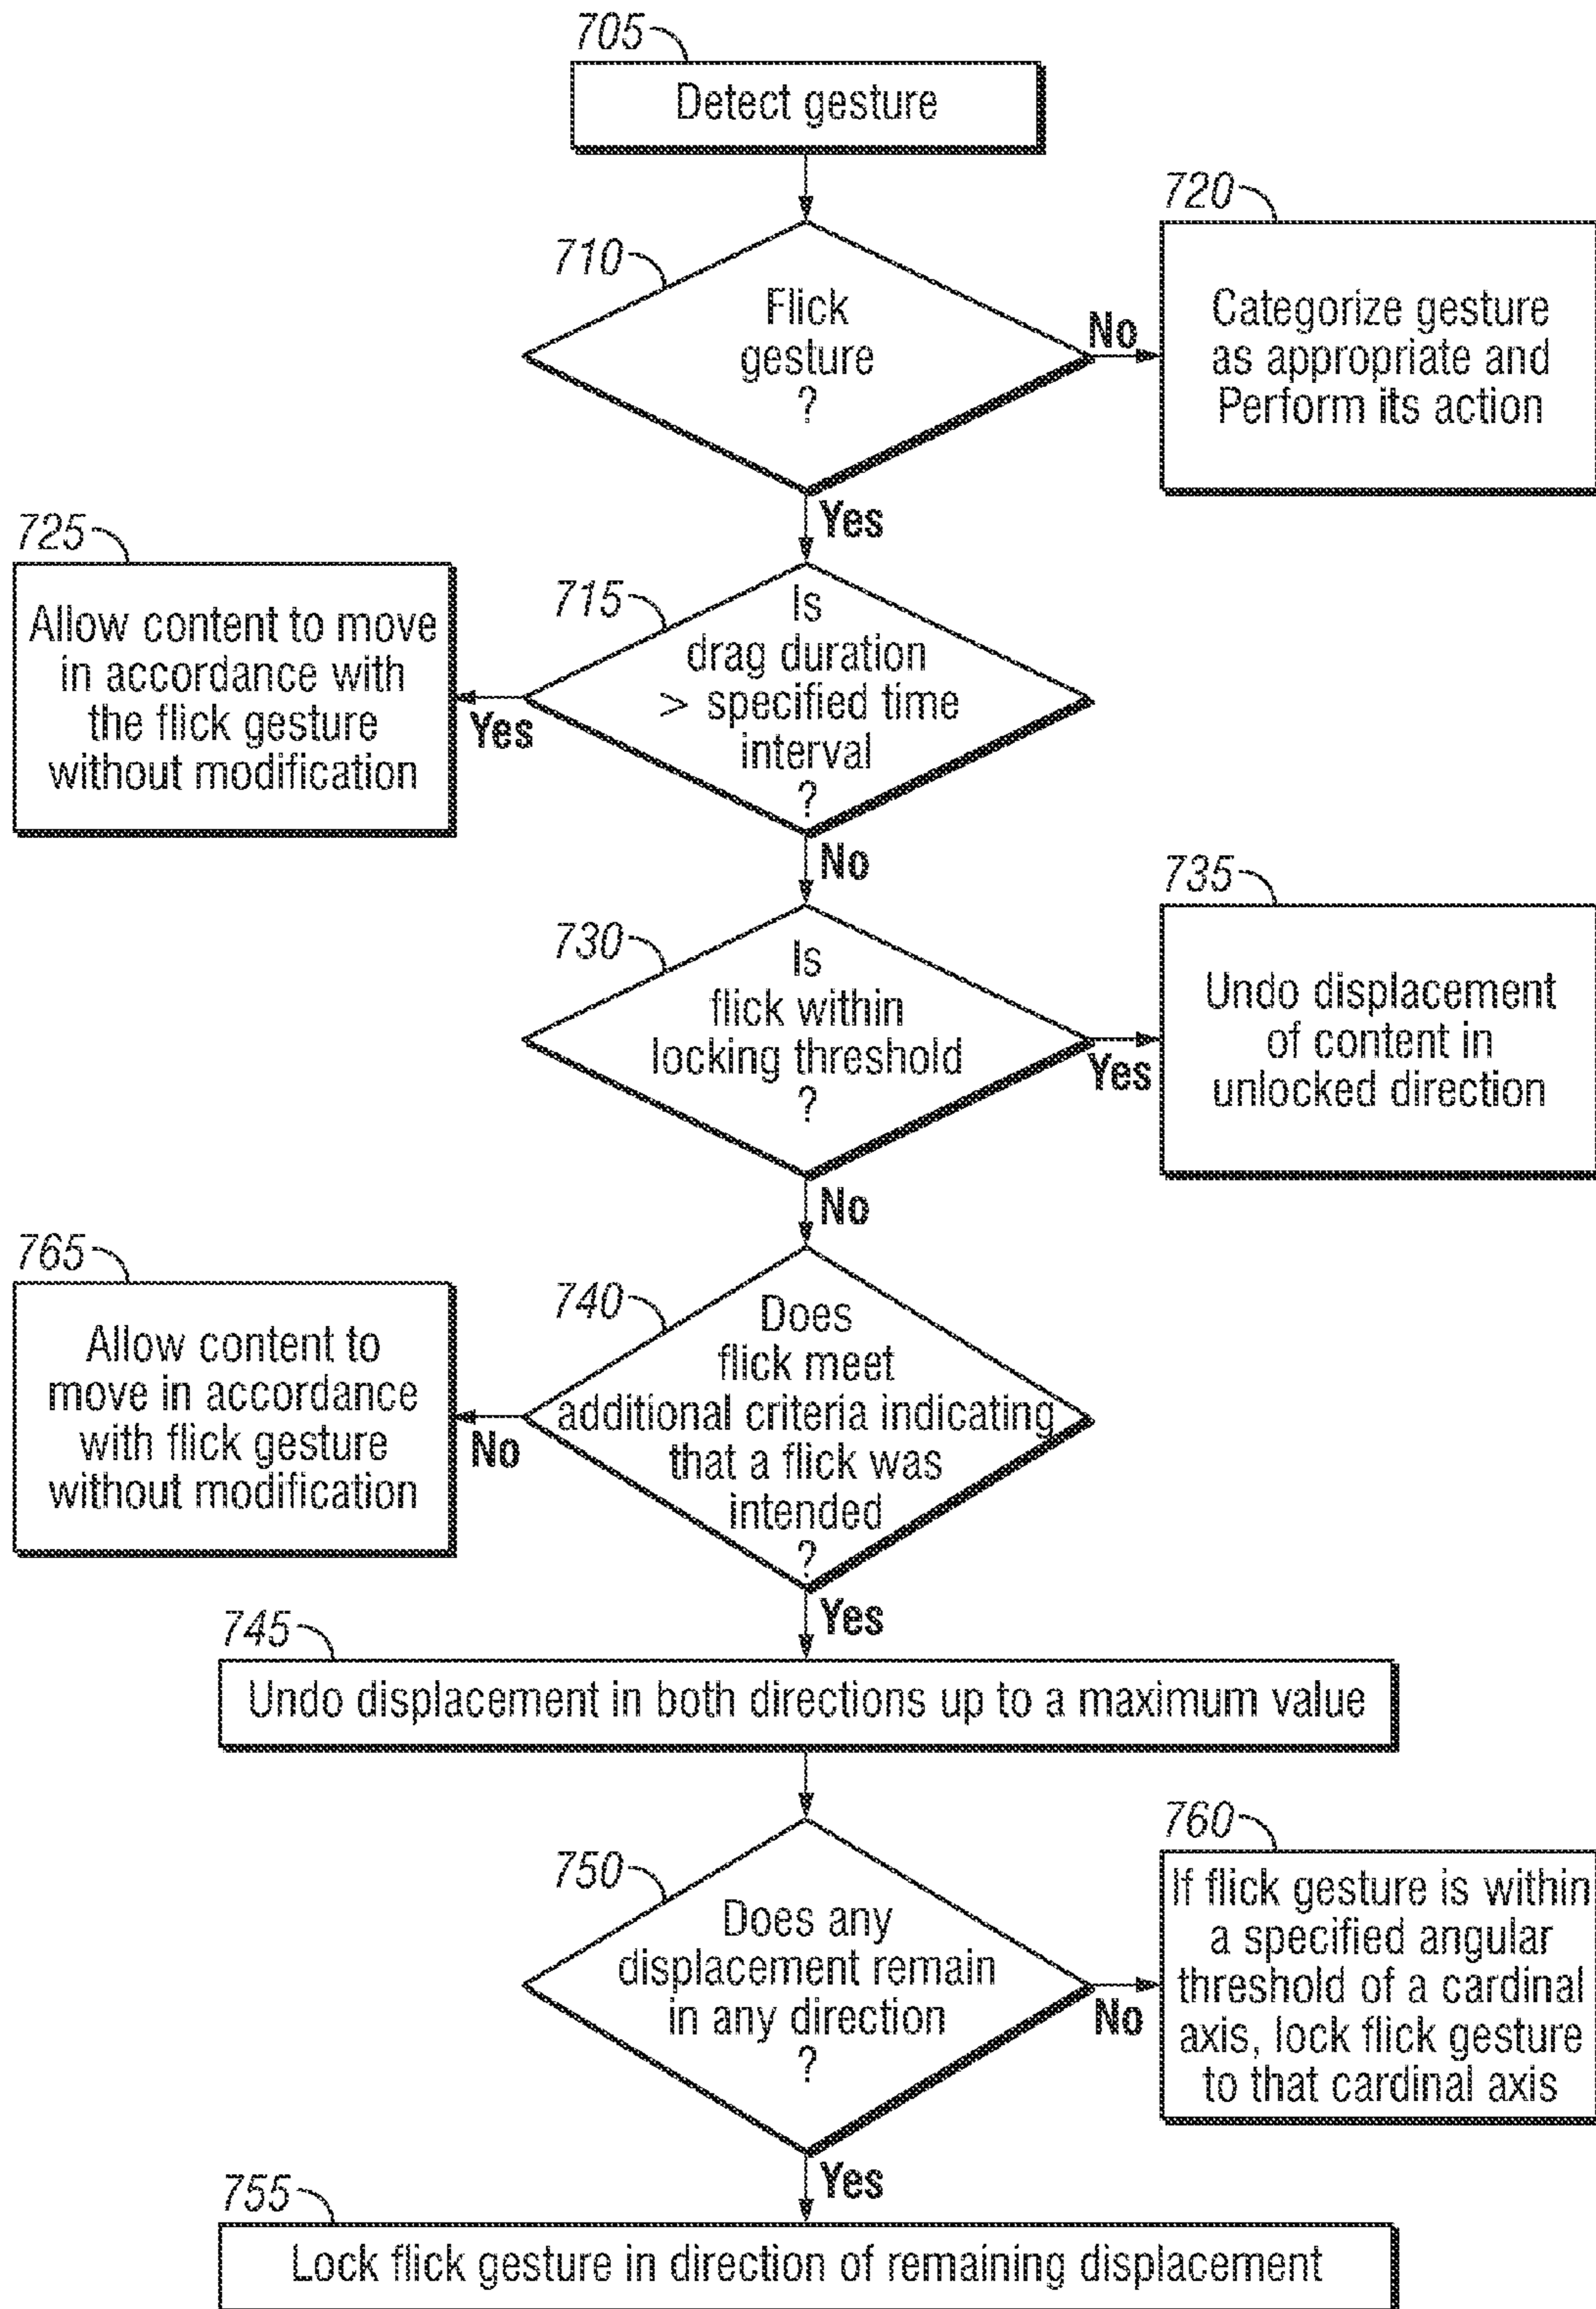 705
Detect gesture
710
Flick
gesture
?
No
720
Categorize gesture
as appropriate and
Perform its action
Yes
715
Is
drag duration
> specified time
interval
?
Yes
725
Allow content to move
in accordance with
the flick gesture
without modification
No
730
Is
flick within
locking threshold
?
Yes
735
Undo displacement
of content in
unlocked direction
No
740
Does
flick meet
additional criteria indicating
that a flick was
intended
?
No
765
Allow content to
move in accordance
with flick gesture
without modification
Yes
745
Undo displacement in both directions up to a maximum value
750
Does any
displacement remain
in any direction
?
No
760
If flick gesture is within
a specified angular
threshold of a cardinal
axis, lock flick gesture
to that cardinal axis
Yes
755
Lock flick gesture in direction of remaining displacement